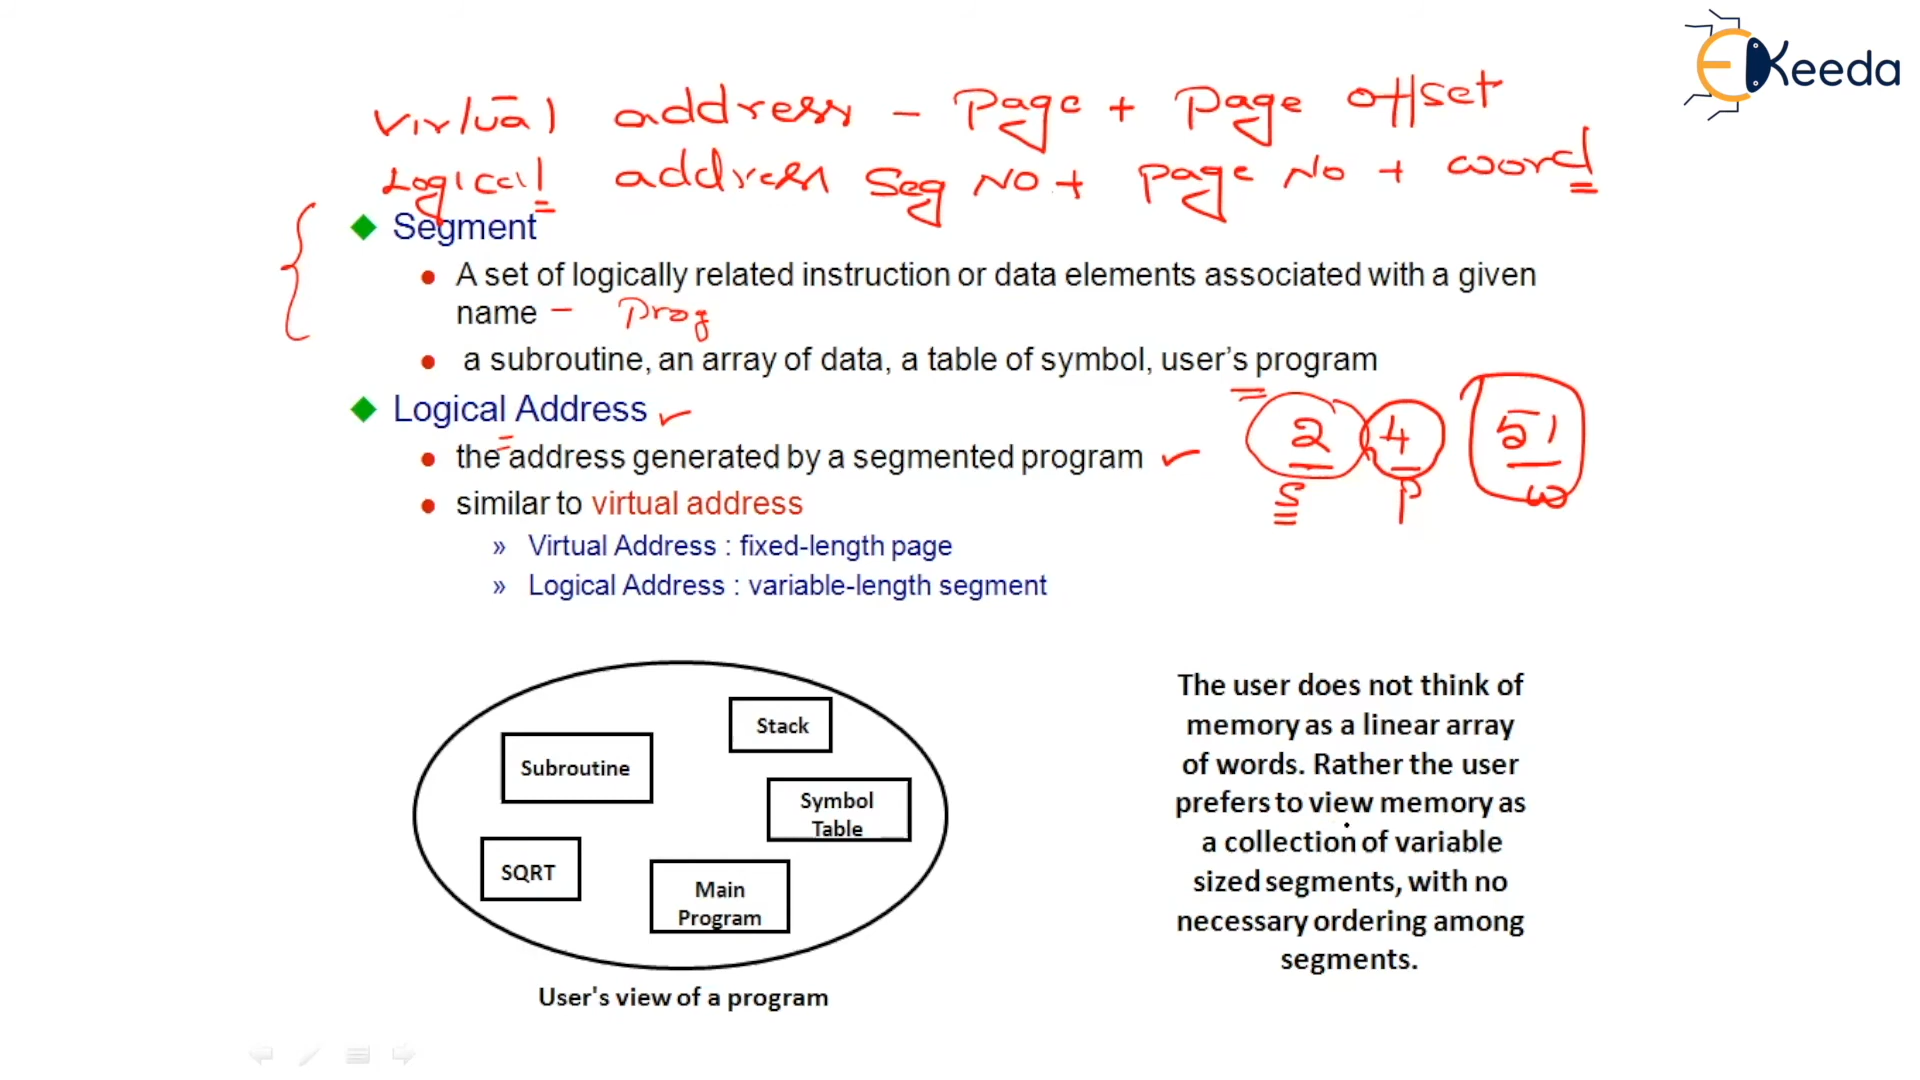 EKeeda
Virtual address - Page + Page offset
Logical address Seg No + Page No + word
Segment
A set of logically related instruction or data elements associated with a given
name - Prog
a subroutine, an array of data, a table of symbol, user's program
Logical Address
2 4 51
the address generated by a segmented program
S P W
similar to virtual address
» Virtual Address : fixed-length page
» Logical Address : variable-length segment
Stack
Subroutine
Symbol
Table
SQRT
Main
Program
User's view of a program
The user does not think of
memory as a linear array
of words. Rather the user
prefers to view memory as
a collection of variable
sized segments, with no
necessary ordering among
segments.